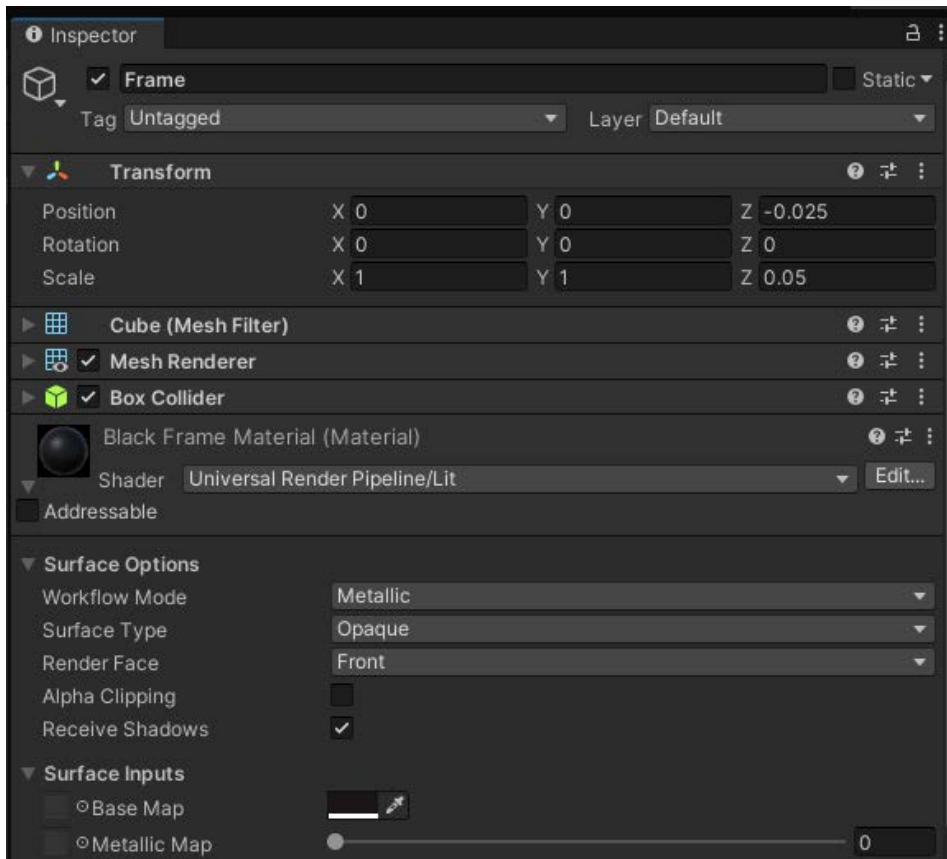 Inspector
Frame
Static
Tag Untagged Layer Default
Transform
Position X 0 Y 0 Z -0.025
Rotation X 0 Y 0 Z 0
Scale X 1 Y 1 Z 0.05
Cube (Mesh Filter)
Mesh Renderer
Box Collider
Black Frame Material (Material)
Shader Universal Render Pipeline/Lit Edit...
Addressable
Surface Options
Workflow Mode Metallic
Surface Type Opaque
Render Face Front
Alpha Clipping
Receive Shadows
Surface Inputs
Base Map
Metallic Map 0